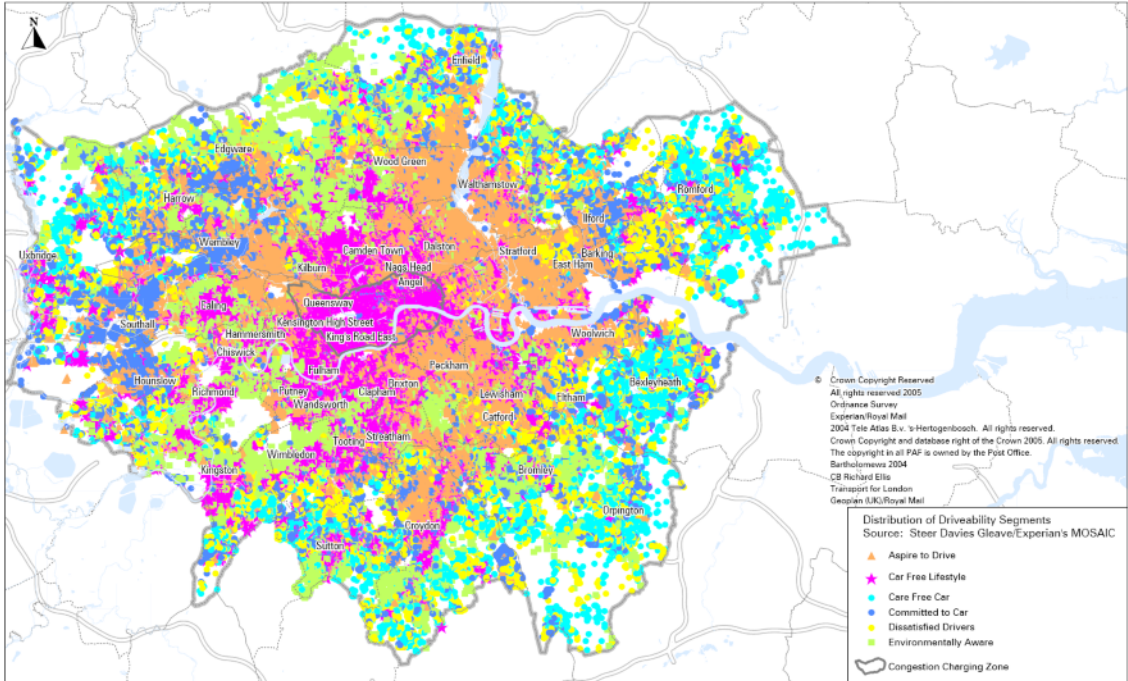 N
Enfield
Edgware
Wood Green
Harrow
Walthamstow
Romford
Ilford
Wembley
Uxbridge
Camden Town
Dalston
Stratford
Barking
Kilburn
Nags Head
East Ham
Angel
Queensway
Ealing
Southall
Kensington High Street
Hammersmith
King's Road East
Woolwich
Chiswick
Peckham
Fulham
Hounslow
Bexleyheath
Richmond
Putney
Clapham
Brixton
Lewisham
Eltham
Wandsworth
Catford
Tooting
Streatham
Wimbledon
Kingston
Bromley
Orpington
Croydon
Sutton
© Crown Copyright Reserved
All rights reserved 2005
Ordnance Survey
Experian/Royal Mail
2004 Tele Atlas B.v. 's-Hertogenbosch. All rights reserved.
Crown Copyright and database right of the Crown 2005. All rights reserved.
The copyright in all PAF is owned by the Post Office.
Bartholomews 2004
CB Richard Ellis
Transport for London
Geoplan (UK)/Royal Mail
Distribution of Driveability Segments
Source: Steer Davies Gleave/Experian's MOSAIC
Aspire to Drive
Car Free Lifestyle
Care Free Car
Committed to Car
Dissatisfied Drivers
Environmentally Aware
Congestion Charging Zone